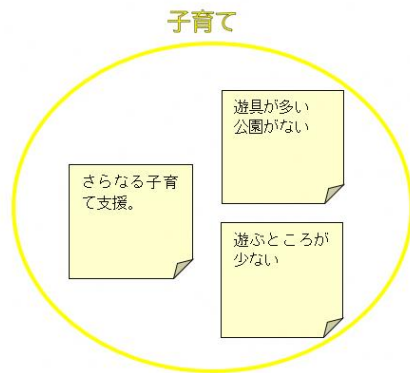 子育て
遊具が多い
公園がない
さらなる子育
て支援。
遊ぶところが
少ない